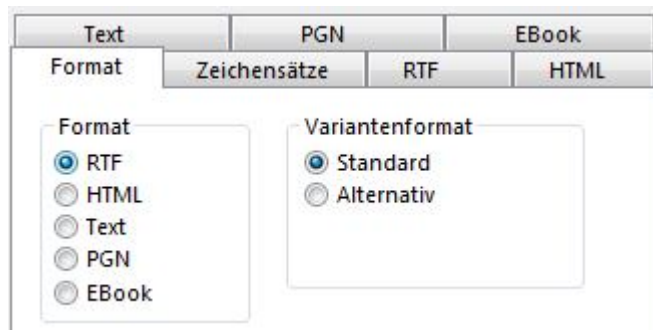 Text PGN EBook
Format Zeichensätze RTF HTML
Format Variantenformat
RTF Standard
HTML Alternativ
Text
PGN
EBook